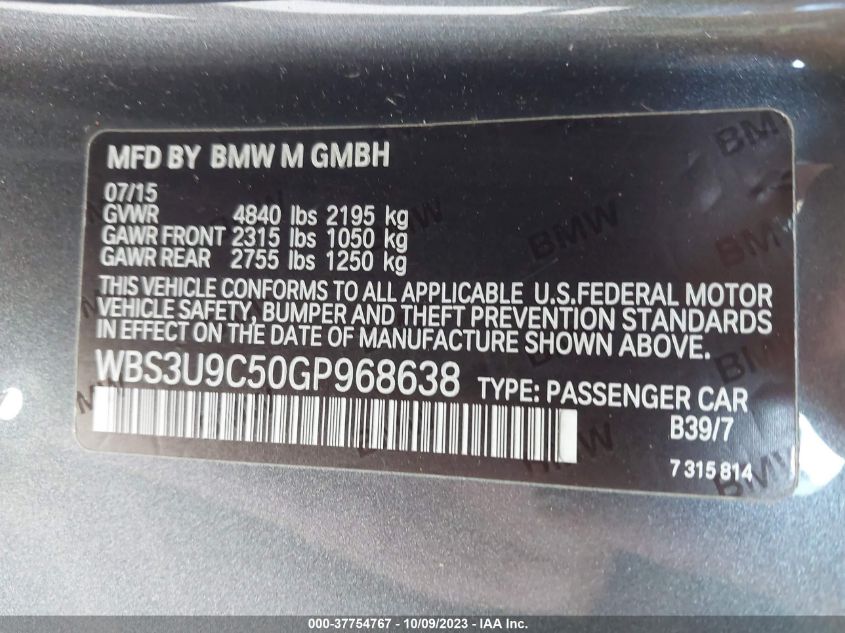 MFD BY BMW M GMBH
07/15
GVWR 4840 lbs 2195 kg
GAWR FRONT 2315 lbs 1050 kg
GAWR REAR 2755 lbs 1250 kg
THIS VEHICLE CONFORMS TO ALL APPLICABLE U.S.FEDERAL MOTOR
VEHICLE SAFETY, BUMPER AND THEFT PREVENTION STANDARDS
IN EFFECT ON THE DATE OF MANUFACTURE SHOWN ABOVE.
WBS3U9C50GP968638 TYPE: PASSENGER CAR
B39/7
7 315 814
000-37754767 - 10/09/2023 - COPYRIGHT IAA, Inc.